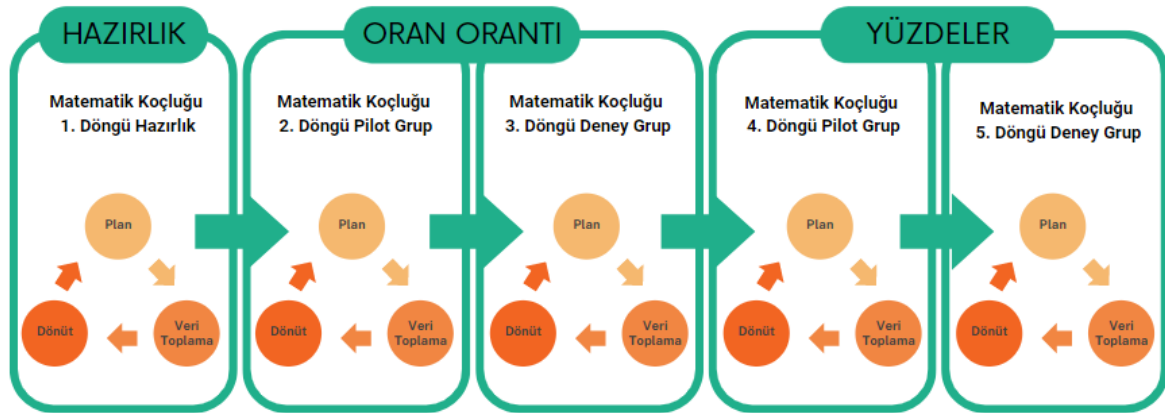 HAZIRLIK
ORAN ORANTI
YÜZDELER
Matematik Koçluğu
1. Döngü Hazırlık
Plan
Veri
Toplama
Dönüt
Matematik Koçluğu
2. Döngü Pilot Grup
Plan
Veri
Toplama
Dönüt
Matematik Koçluğu
3. Döngü Deney Grup
Plan
Veri
Toplama
Dönüt
Matematik Koçluğu
4. Döngü Pilot Grup
Plan
Veri
Toplama
Dönüt
Matematik Koçluğu
5. Döngü Deney Grup
Plan
Veri
Toplama
Dönüt